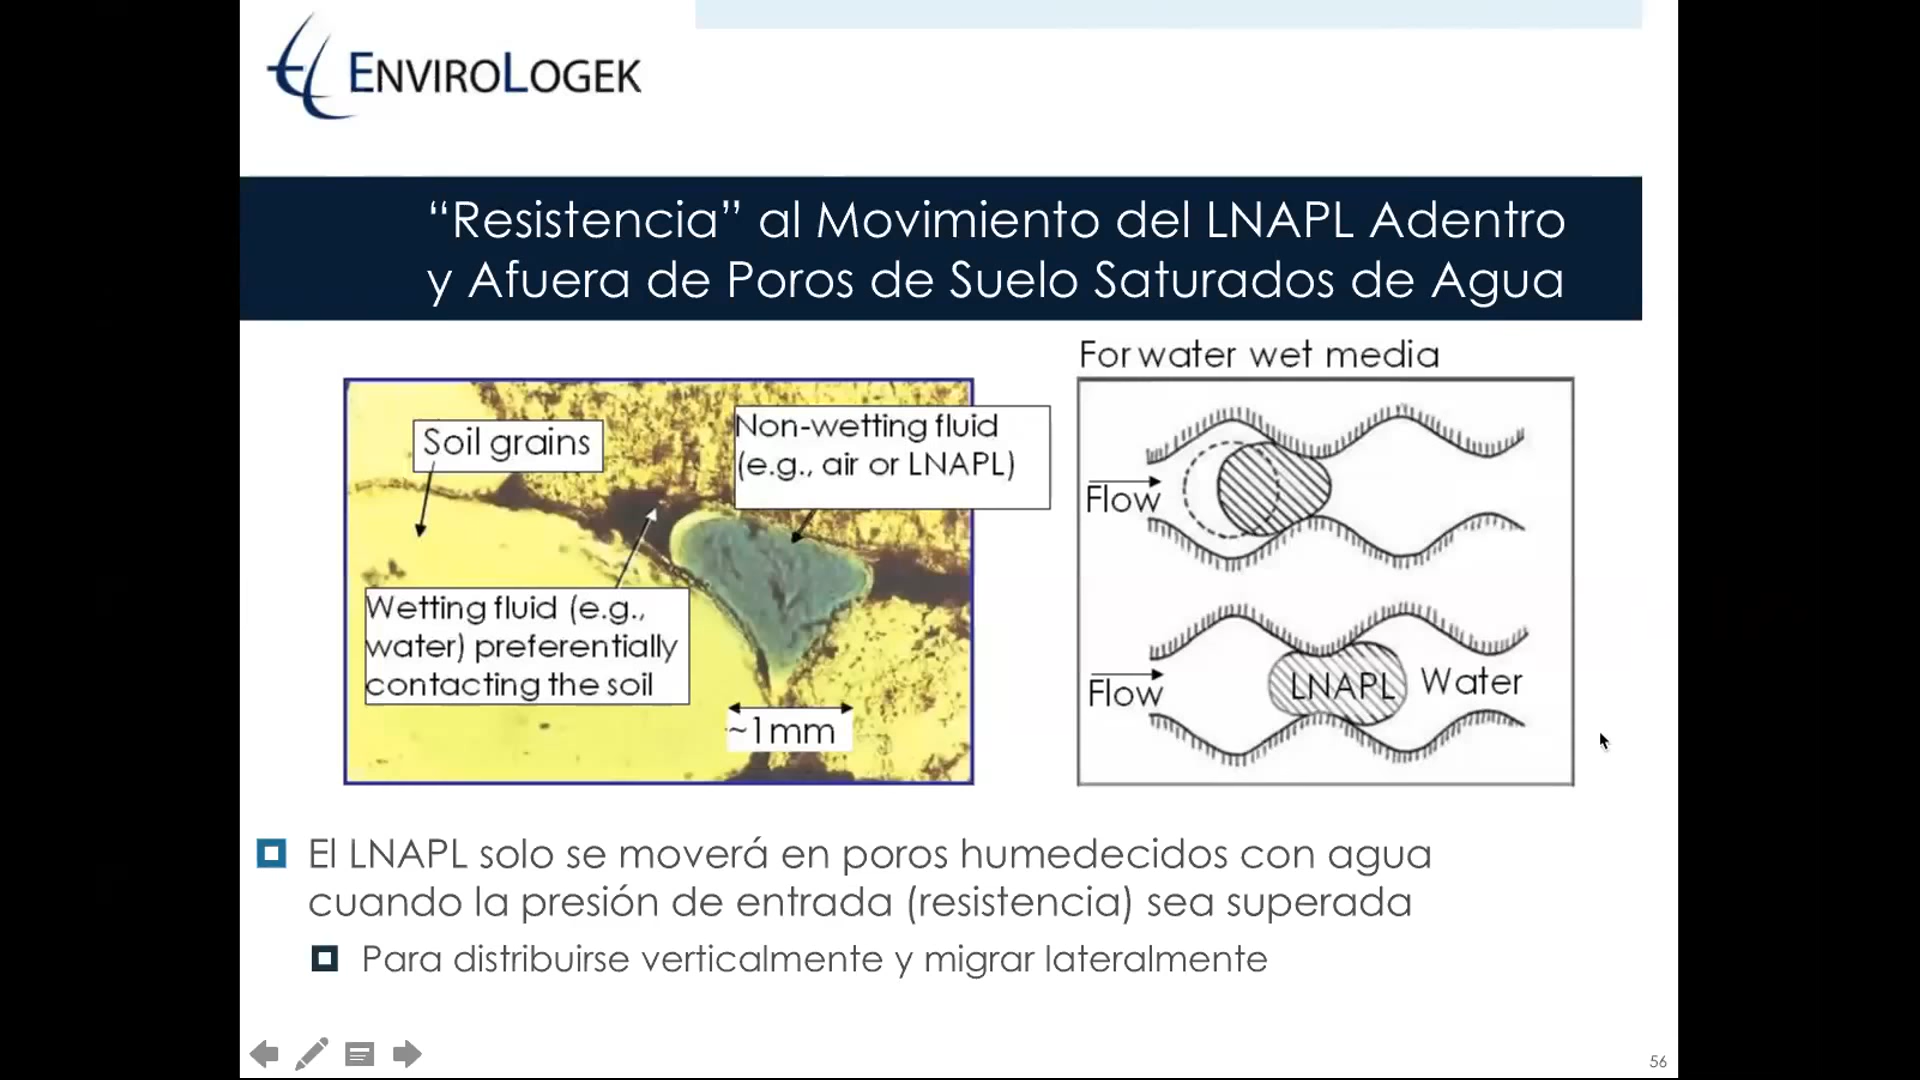 ENVIROLOGEK
“Resistencia” al Movimiento del LNAPL Adentro
y Afuera de Poros de Suelo Saturados de Agua
For water wet media
Soil grains
Non-wetting fluid
(e.g., air or LNAPL)
Wetting fluid (e.g.,
water) preferentially
contacting the soil
~1mm
Flow
Flow
LNAPL
Water
El LNAPL solo se moverá en poros humedecidos con agua
cuando la presión de entrada (resistencia) sea superada
Para distribuirse verticalmente y migrar lateralmente
56